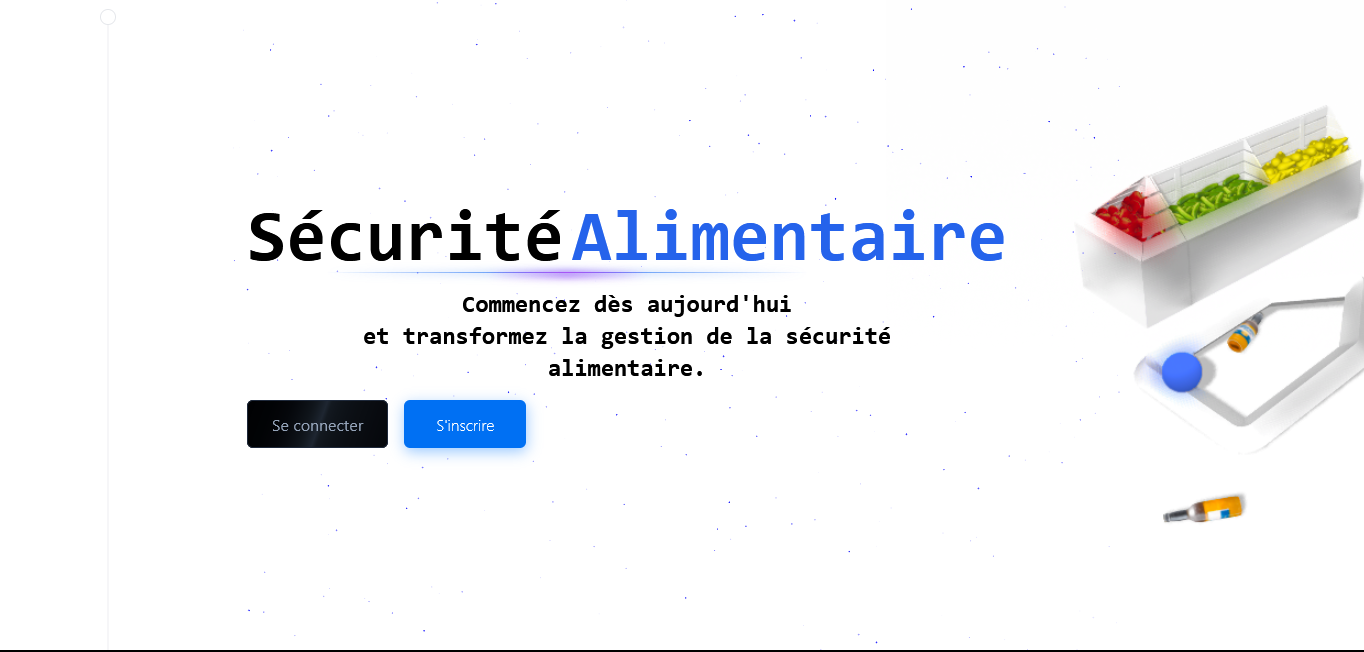 Sécurité Alimentaire
Commencez dès aujourd'hui
et transformez la gestion de la sécurité
alimentaire.
Se connecter S'inscrire